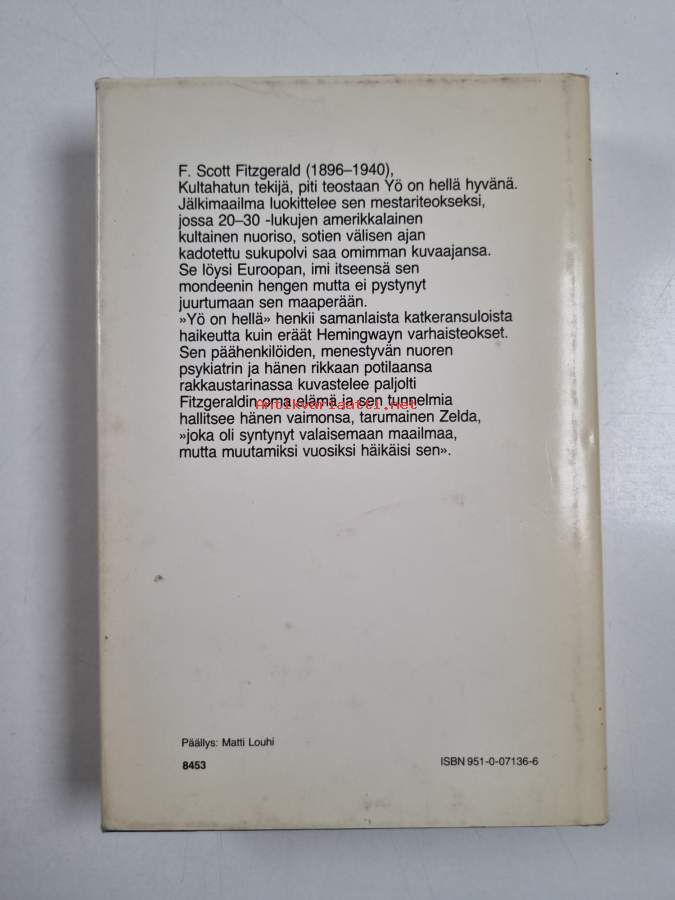 F. Scott Fitzgerald (1896–1940),
Kultahatun tekijä, piti teostaan Yö on hellä hyvänä.
Jälkimaailma luokittelee sen mestariteokseksi,
jossa 20–30 -lukujen amerikkalainen
kultainen nuoriso, sotien välisen ajan
kadotettu sukupolvi saa omimman kuvaajansa.
Se löysi Euroopan, imi itseensä sen
mondeenin hengen mutta ei pystynyt
juurtumaan sen maaperään.
»Yö on hellä» henkii samanlaista katkeransuloista
haikeutta kuin eräät Hemingwayn varhaisteokset.
Sen päähenkilöiden, menestyvän nuoren
psykiatrin ja hänen rikkaan potilaansa
rakkaustarinassa kuvastelee paljolti
Fitzgeraldin oma elämä ja sen tunnelmia
antikvariaatti.net
hallitsee hänen vaimonsa, tarumainen Zelda,
»joka oli syntynyt valaisemaan maailmaa,
mutta muutamiksi vuosiksi häikäisi sen».
Päällys: Matti Louhi
8453
ISBN 951-0-07136-6